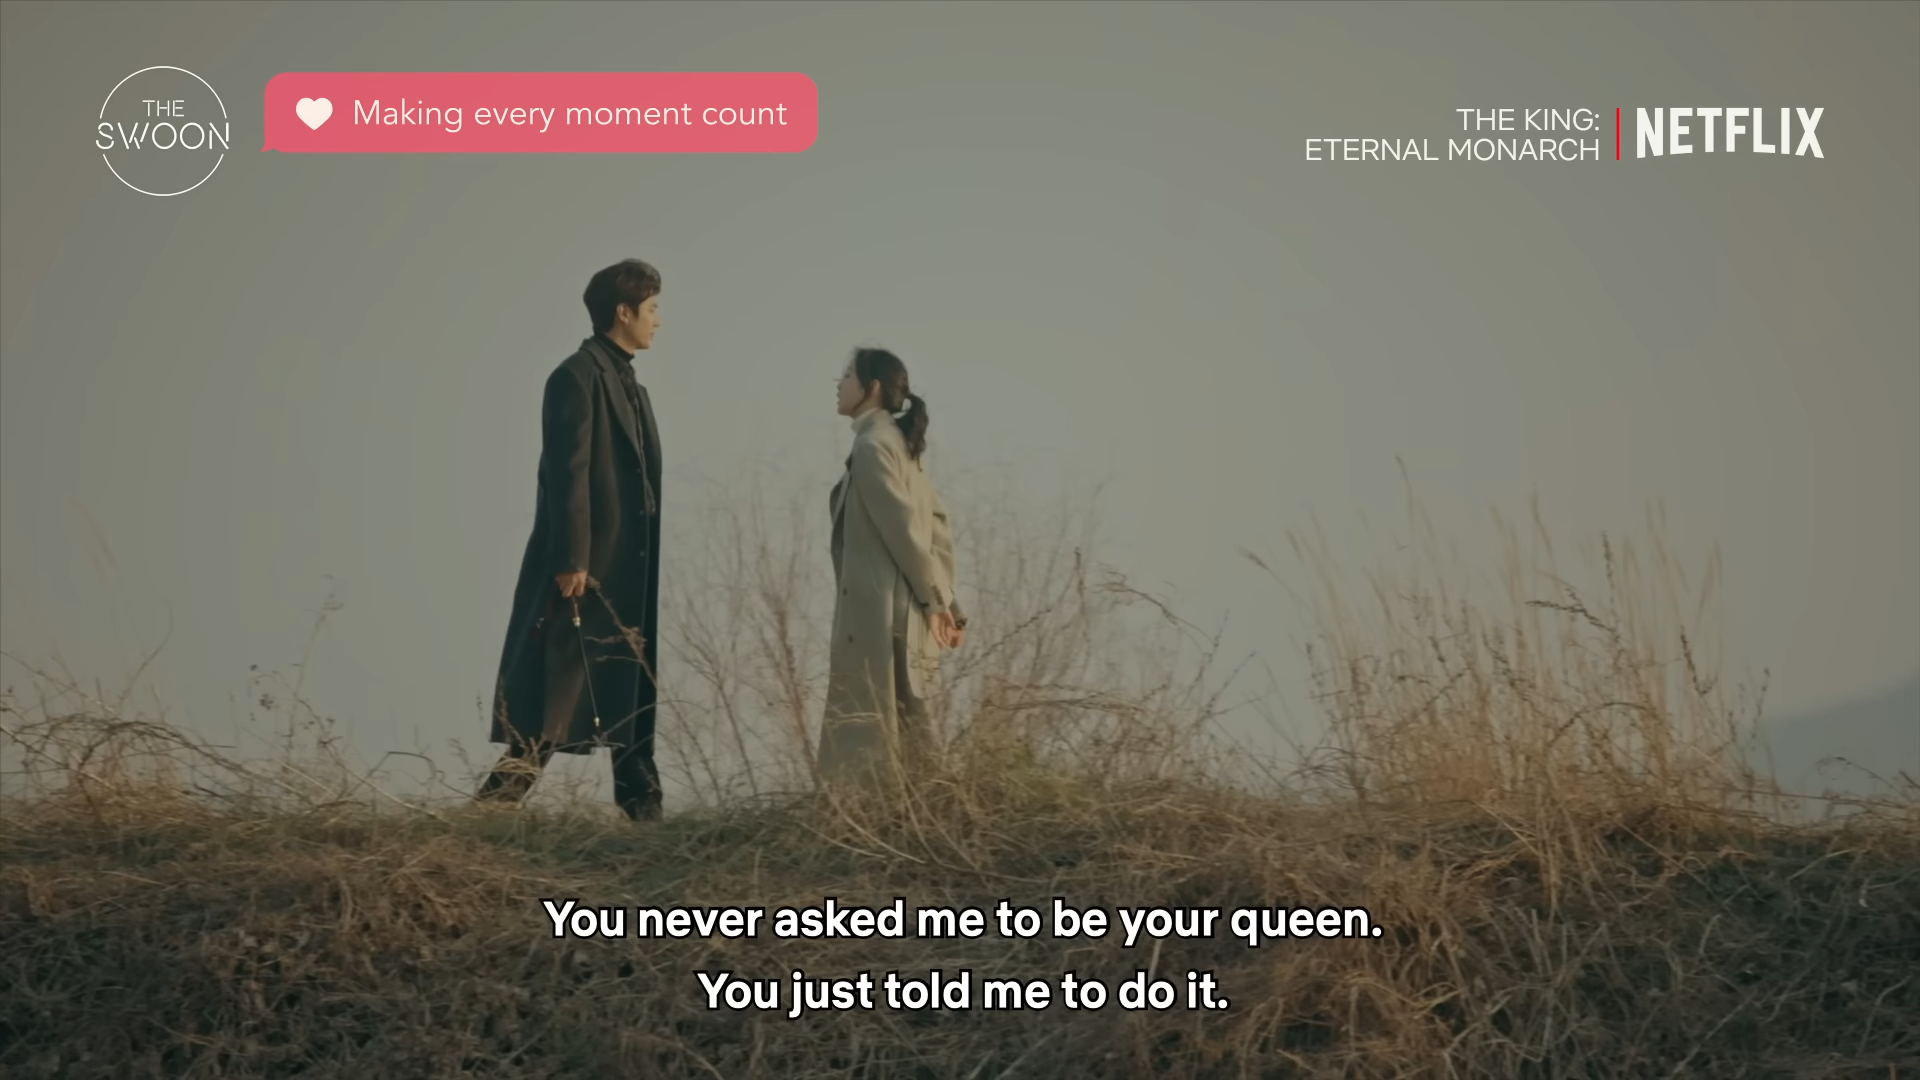 THE
SWOON
Making every moment count
THE KING:
ETERNAL MONARCH
NETFLIX
You never asked me to be your queen.
You just told me to do it.